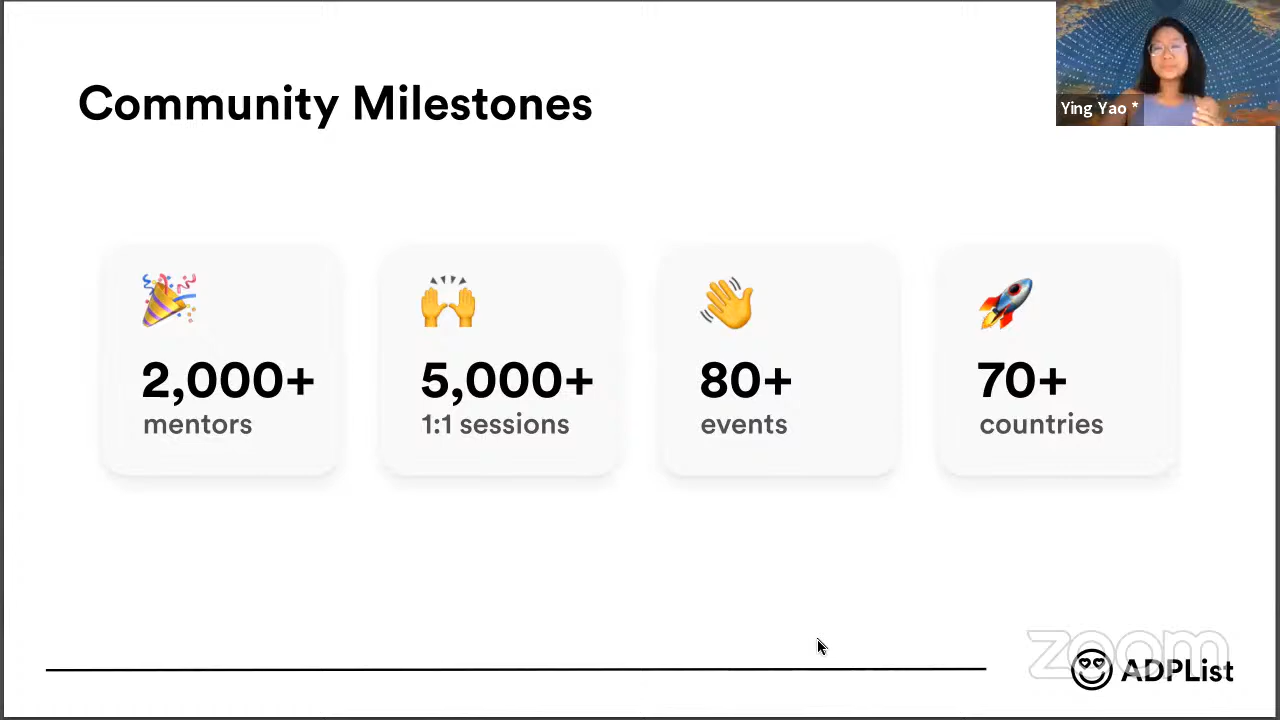 Community Milestones
Ying Yao *
2,000+
mentors
5,000+
1:1 sessions
80+
events
70+
countries
zoom
ADPList